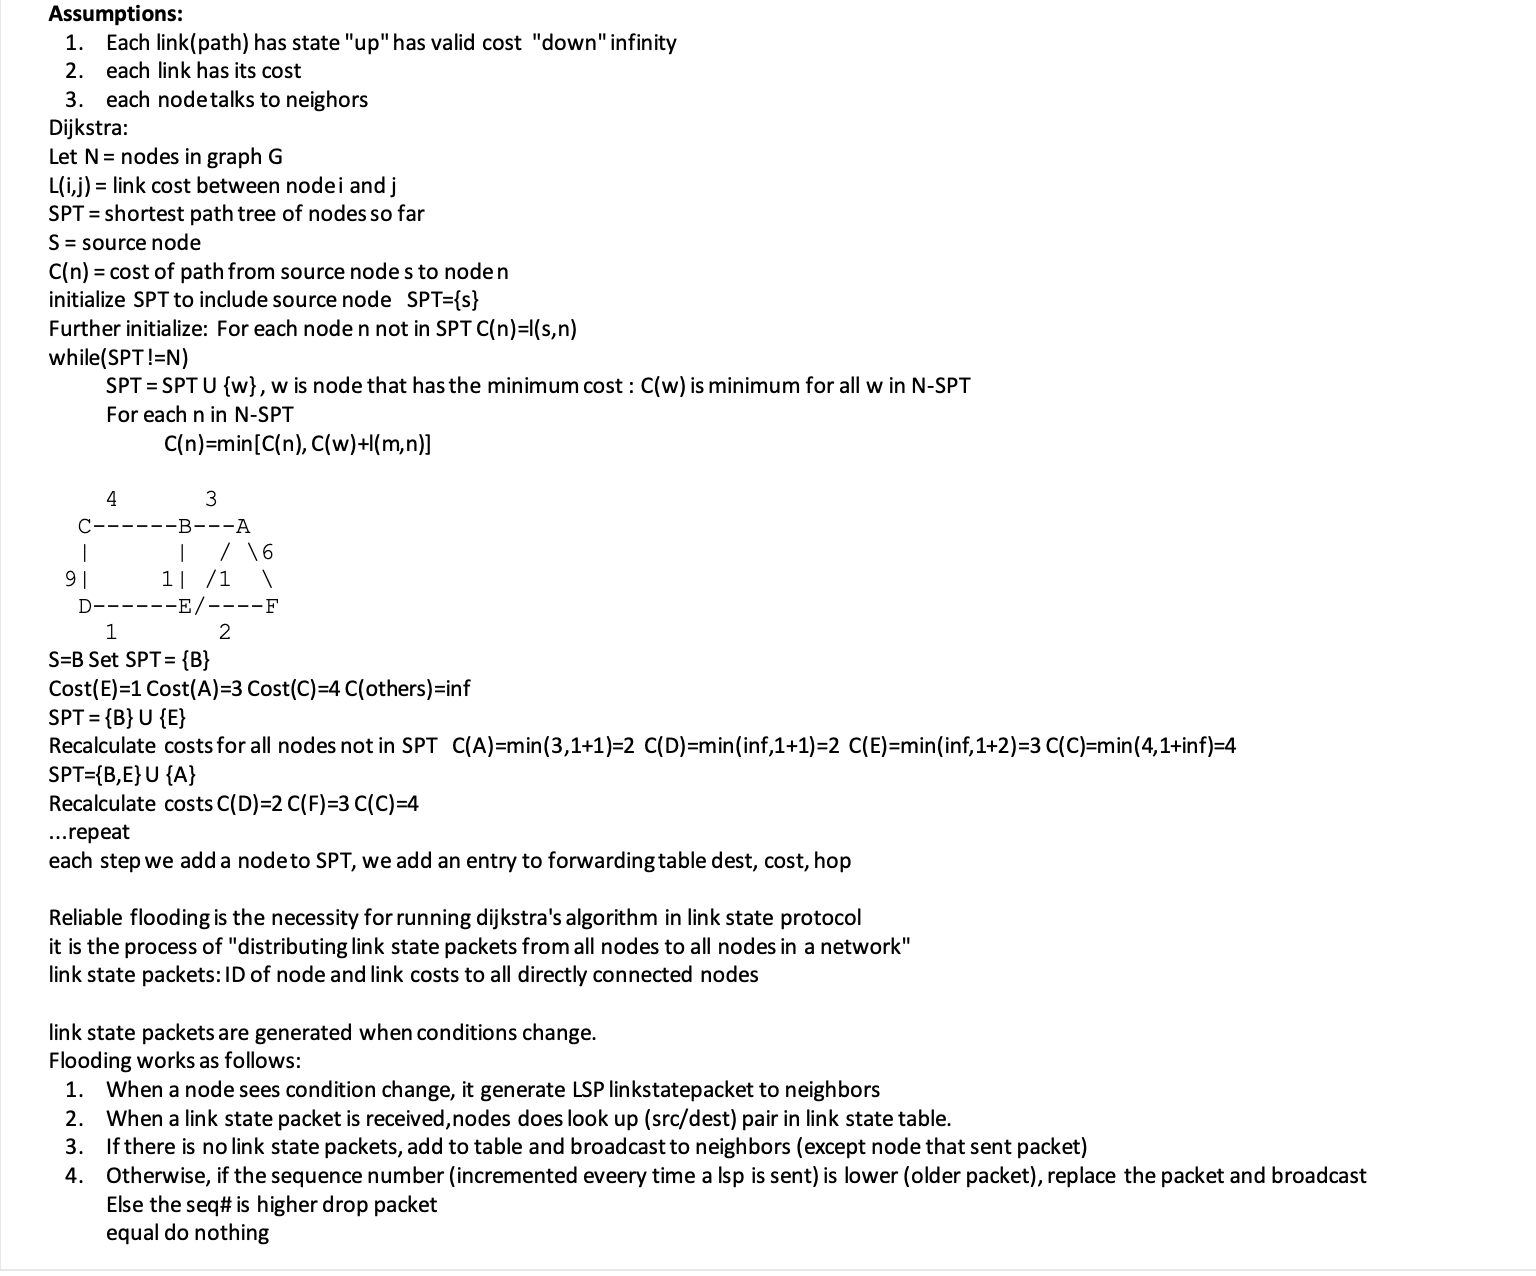 Assumptions:
1. Each link(path) has state "up" has valid cost "down" infinity
2. each link has its cost
3. each node talks to neighors
Dijkstra:
Let N = nodes in graph G
L(i,j) = link cost between node i and j
SPT = shortest path tree of nodes so far
S = source node
C(n) = cost of path from source node s to node n
initialize SPT to include source node SPT={s}
Further initialize: For each node n not in SPT C(n)=l(s,n)
while(SPT!=N)
SPT = SPT U {w} , w is node that has the minimum cost : C(w) is minimum for all w in N-SPT
For each n in N-SPT
C(n)=min[C(n), C(w)+l(m,n)]
4 3
C------B---A
| | / \6
9| 1| /1 \
D------E/----F
1 2
S=B Set SPT = {B}
Cost(E)=1 Cost(A)=3 Cost(C)=4 C(others)=inf
SPT = {B} U {E}
Recalculate costs for all nodes not in SPT C(A)=min(3,1+1)=2 C(D)=min(inf,1+1)=2 C(E)=min(inf,1+2)=3 C(C)=min(4,1+inf)=4
SPT={B,E} U {A}
Recalculate costs C(D)=2 C(F)=3 C(C)=4
...repeat
each step we add a node to SPT, we add an entry to forwarding table dest, cost, hop
Reliable flooding is the necessity for running dijkstra's algorithm in link state protocol
it is the process of "distributing link state packets from all nodes to all nodes in a network"
link state packets: ID of node and link costs to all directly connected nodes
link state packets are generated when conditions change.
Flooding works as follows:
1. When a node sees condition change, it generate LSP linkstatepacket to neighbors
2. When a link state packet is received, nodes does look up (src/dest) pair in link state table.
3. If there is no link state packets, add to table and broadcast to neighbors (except node that sent packet)
4. Otherwise, if the sequence number (incremented eveery time a lsp is sent) is lower (older packet), replace the packet and broadcast
Else the seq# is higher drop packet
equal do nothing